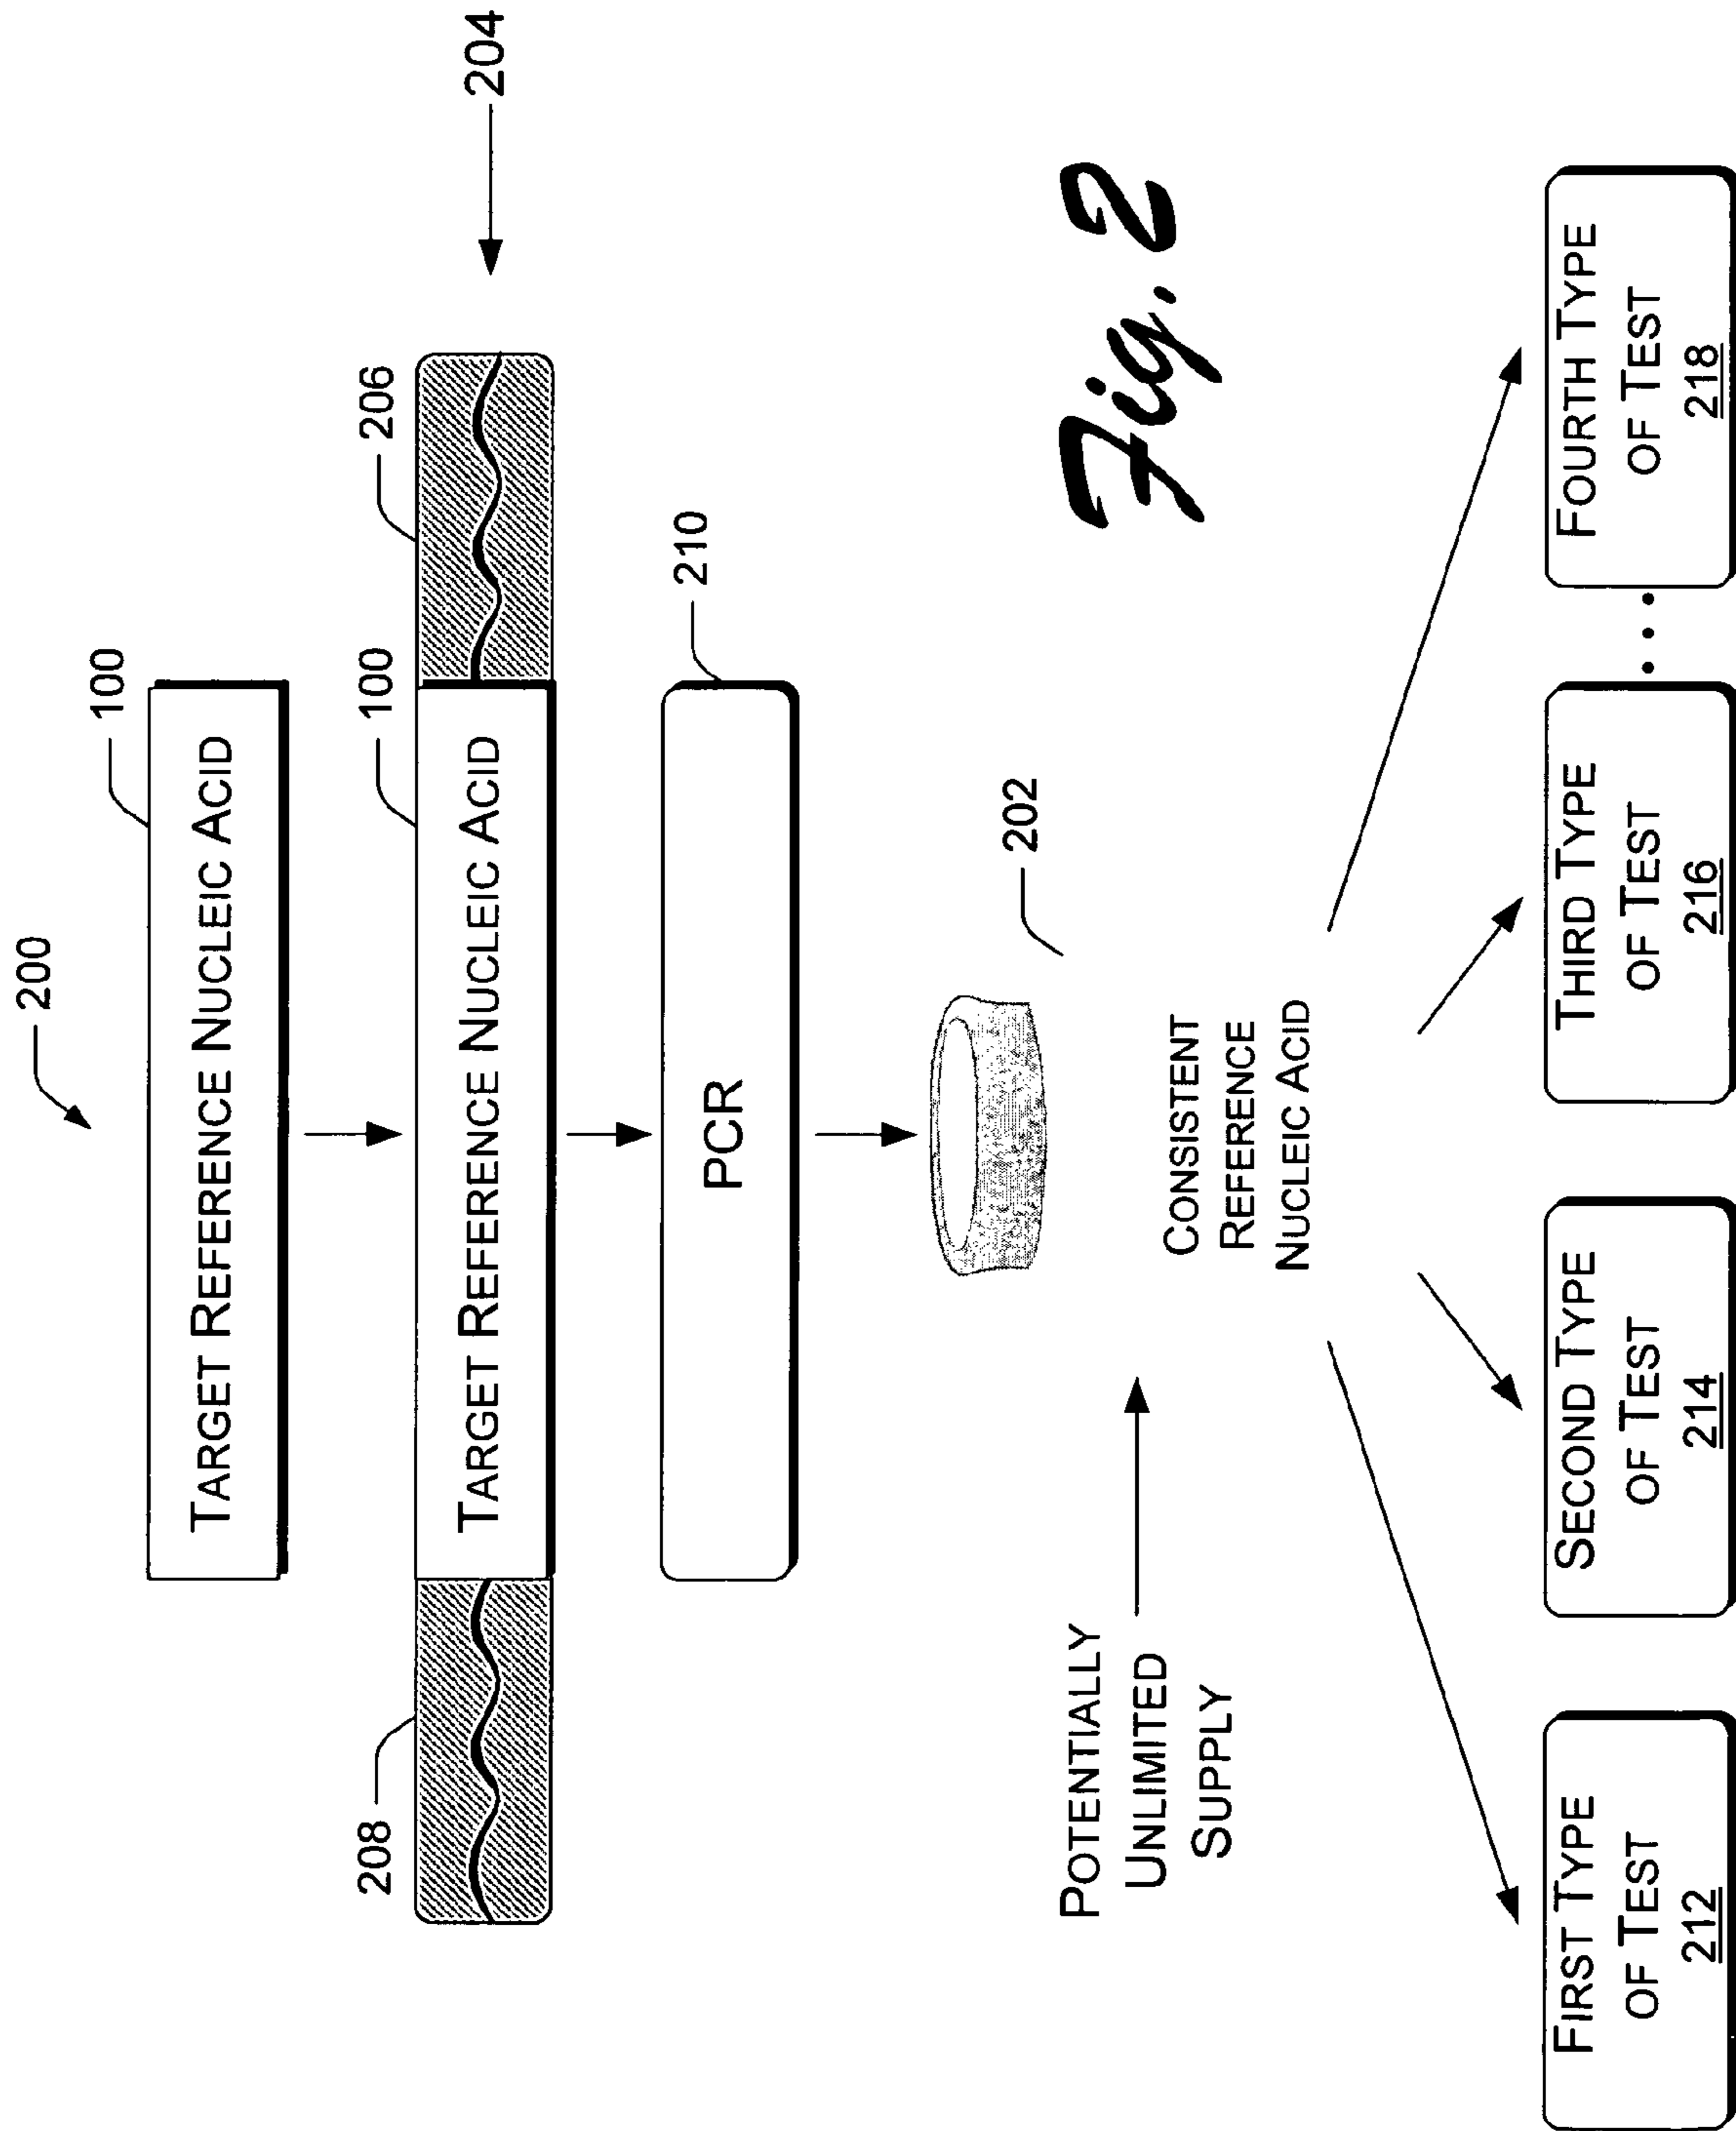 200
100
TARGET REFERENCE NUCLEIC ACID
208
100
206
204
TARGET REFERENCE NUCLEIC ACID
210
PCR
202
POTENTIALLY
UNLIMITED
SUPPLY
CONSISTENT
REFERENCE
NUCLEIC ACID
Fig. 2
FIRST TYPE
OF TEST
212
SECOND TYPE
OF TEST
214
THIRD TYPE
OF TEST
216
• • •
FOURTH TYPE
OF TEST
218